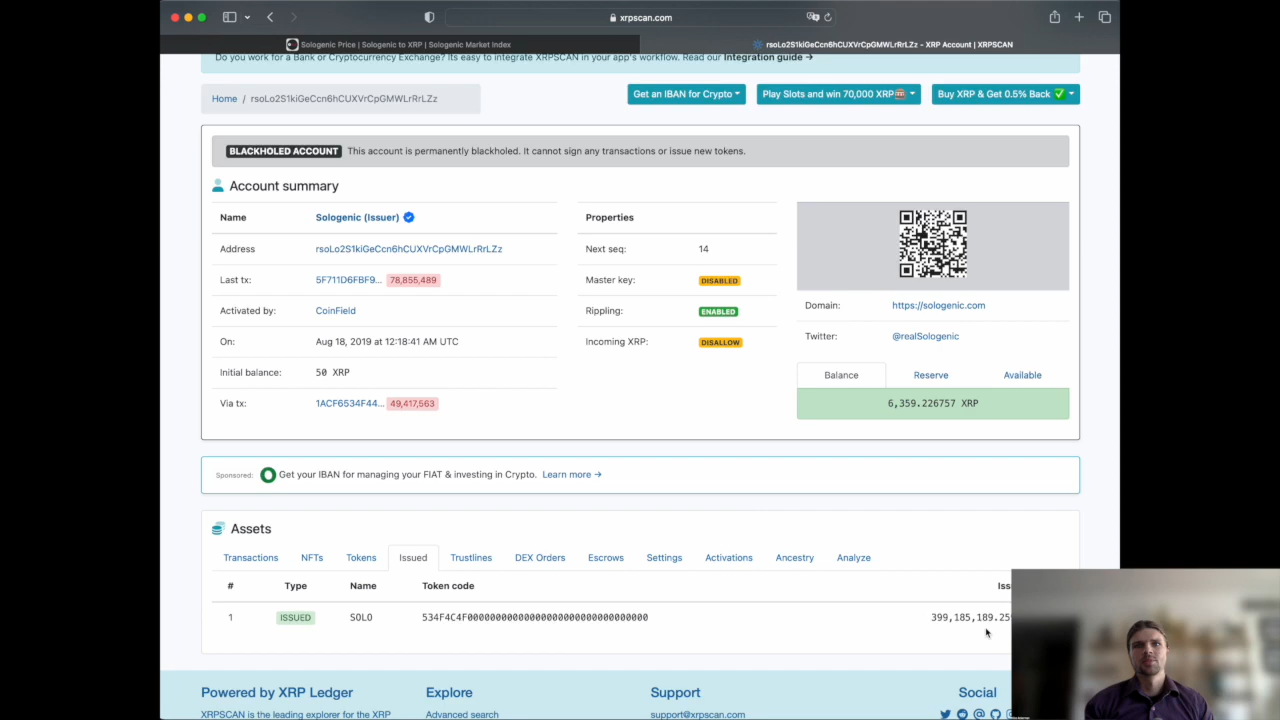 xrpscan.com
Sologenic Price | Sologenic to XRP | Sologenic Market Index
rsoLo2S1kiGeCcn6hCUXVrCpGMWLrRrLZz - XRP Account | XRPSCAN
Do you work for a Bank or Cryptocurrency Exchange? Its easy to integrate XRPSCAN in your app's workflow. Read our Integration guide →
Home / rsoLo2S1kiGeCcn6hCUXVrCpGMWLrRrLZz
Get an IBAN for Crypto
Play Slots and win 70,000 XRP🎰
Buy XRP & Get 0.5% Back ✅
BLACKHOLED ACCOUNT This account is permanently blackholed. It cannot sign any transactions or issue new tokens.
Account summary
Name Sologenic (Issuer)
Address rsoLo2S1kiGeCcn6hCUXVrCpGMWLrRrLZz
Last tx: 5F711D6FBF9... 78,855,489
Activated by: CoinField
On: Aug 18, 2019 at 12:18:41 AM UTC
Initial balance: 50 XRP
Via tx: 1ACF6534F44... 49,417,563
Properties
Next seq: 14
Master key: DISABLED
Rippling: ENABLED
Incoming XRP: DISALLOW
Domain: https://sologenic.com
Twitter: @realSologenic
Balance Reserve Available
6,359.226757 XRP
Sponsored: Get your IBAN for managing your FIAT & investing in Crypto. Learn more →
Assets
Transactions NFTs Tokens Issued Trustlines DEX Orders Escrows Settings Activations Ancestry Analyze
# Type Name Token code Iss
1 ISSUED SOLO 534F4C4F00000000000000000000000000000000 399,185,189.25
Powered by XRP Ledger Explore Support Social
XRPSCAN is the leading explorer for the XRP Advanced search support@xrpscan.com